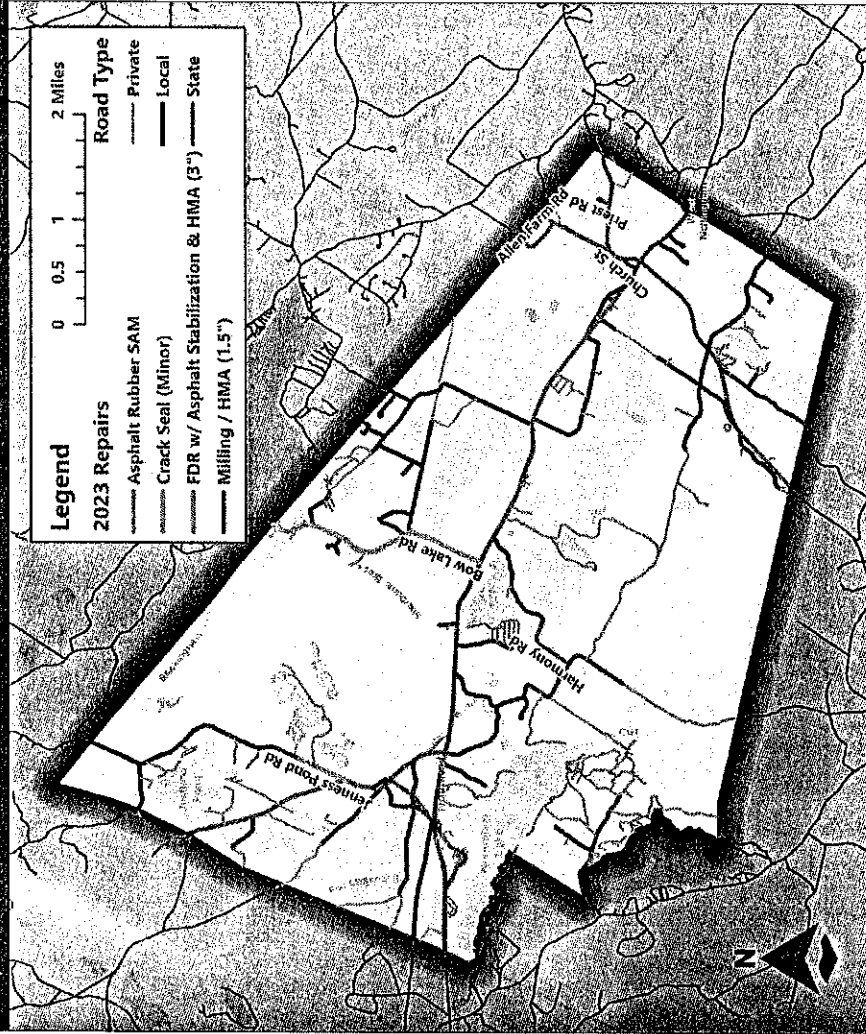 Legend
2023 Repairs
Asphalt Rubber SAM
Crack Seal (Minor)
FDR w/ Asphalt Stabilization & HMA (3")
Milling / HMA (1.5")
Road Type
Private
Local
State
0 0.5 1 2 Miles
Allen Farm Rd
Priest Rd
Church St
Bow Lake Rd
Harmony Rd
Jenness Pond Rd
N